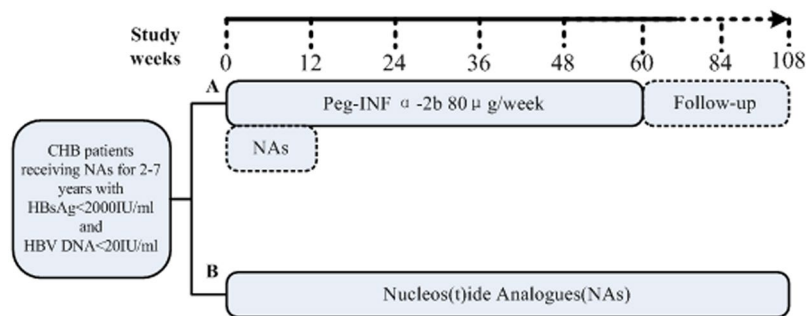 Study
weeks
0 12 24 36 48 60 84 108
A
Peg-INF α-2b 80μg/week
Follow-up
NAs
CHB patients
receiving NAs for 2-7
years with
HBsAg<2000IU/ml
and
HBV DNA<20IU/ml
B
Nucleos(t)ide Analogues(NAs)